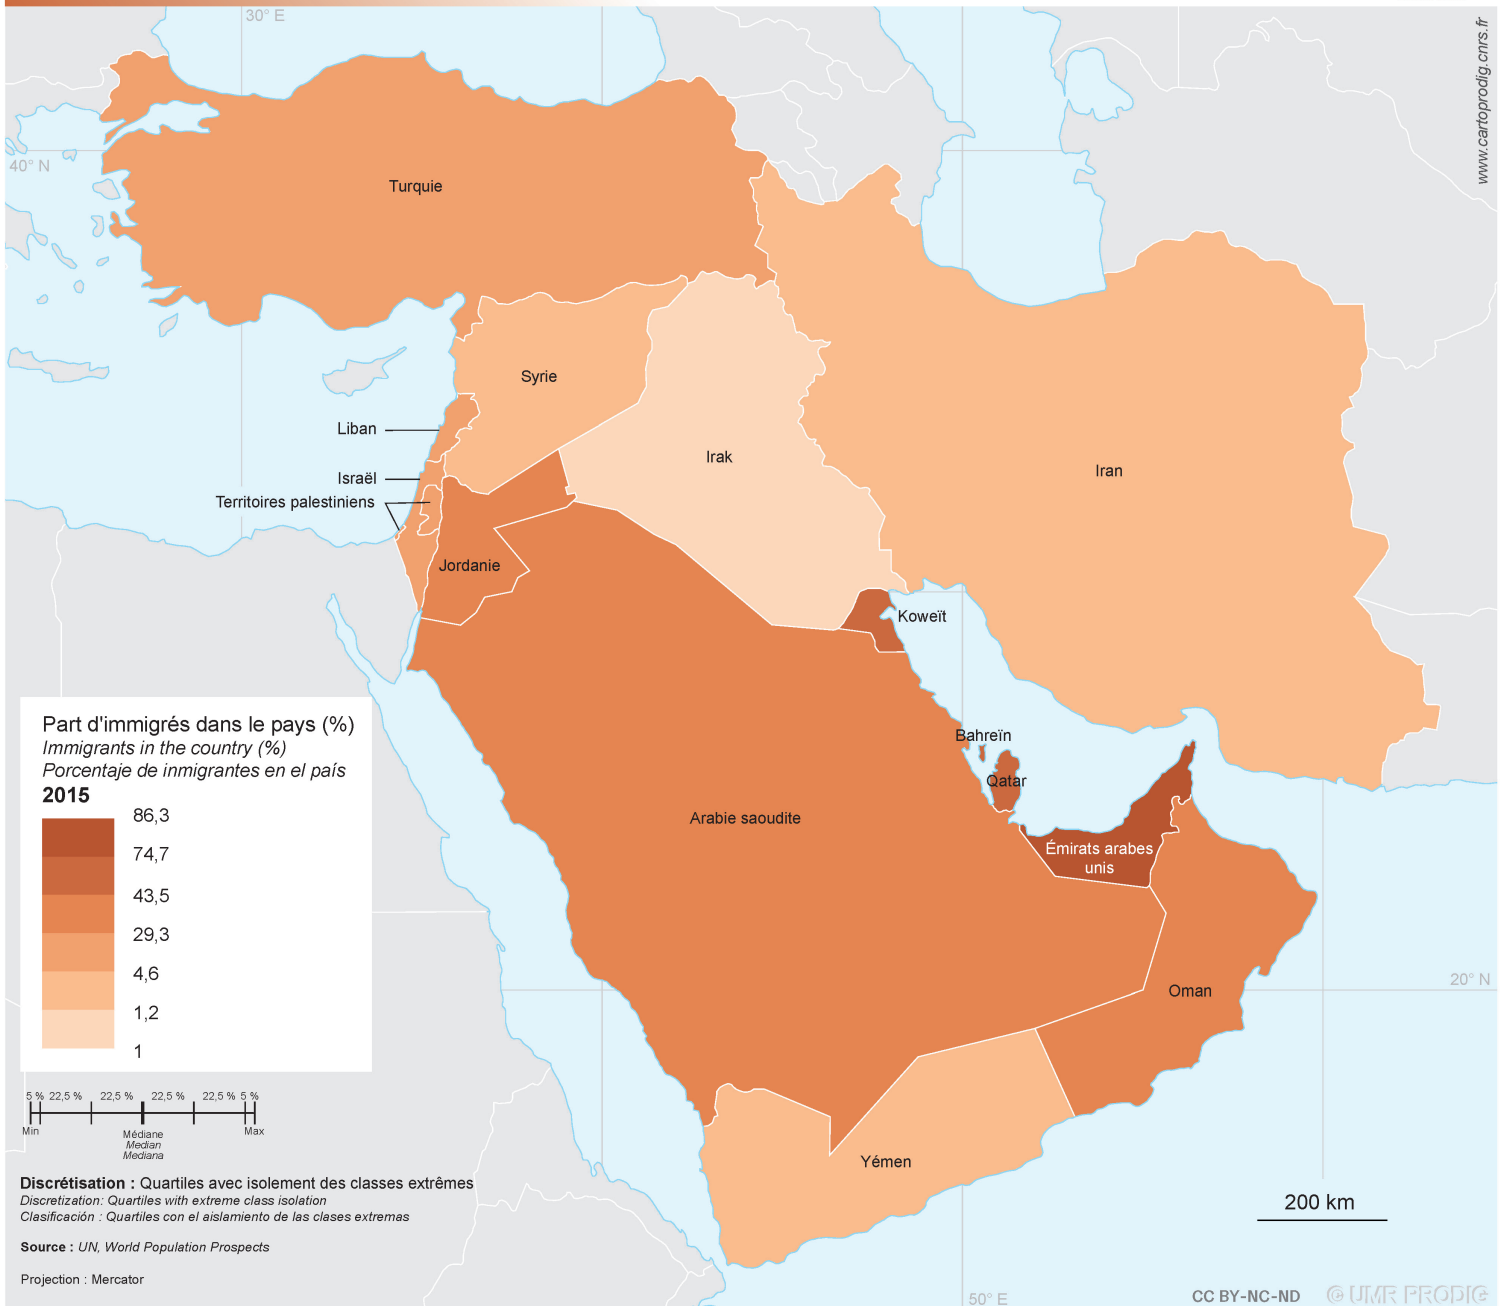 30° E
www.cartoprodig.cnrs.fr
40° N
Turquie
Syrie
Liban
Irak
Iran
Israël
Territoires palestiniens
Jordanie
Koweït
Bahreïn
Qatar
Arabie saoudite
Émirats arabes
unis
Oman
20° N
Yémen
Part d'immigrés dans le pays (%)
Immigrants in the country (%)
Porcentaje de inmigrantes en el país
2015
86,3
74,7
43,5
29,3
4,6
1,2
1
5 % 22,5 % 22,5 % 22,5 % 22,5 % 5 %
Min
Max
Médiane
Median
Mediana
Discrétisation : Quartiles avec isolement des classes extrêmes
Discretization: Quartiles with extreme class isolation
Clasificación : Quartiles con el aislamiento de las clases extremas
Source : UN, World Population Prospects
Projection : Mercator
200 km
50° E
CC BY-NC-ND
© UMR PRODIG